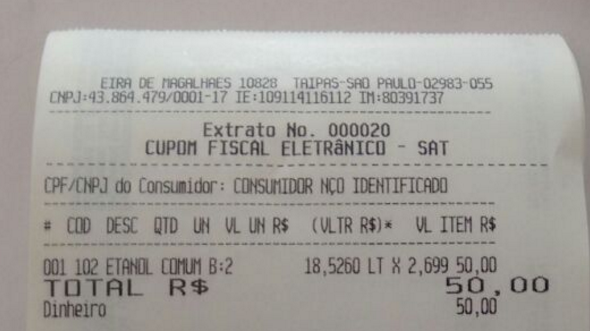 EIRA DE MAGALHAES 10828 TAIPAS-SAO PAULO-02983-055
CNPJ:43.864.479/0001-17 IE:109114116112 IM:80391737
Extrato No. 000020
CUPOM FISCAL ELETRÂNICO - SAT
CPF/CNPJ do Consumidor: CONSUMIDOR NÇO IDENTIFICADO
# COD DESC QTD UN VL UN R$ (VLTR R$)* VL ITEM R$
001 102 ETANOL COMUM B:2 18,5260 LT X 2,699 50,00
TOTAL R$ 50,00
Dinheiro 50,00